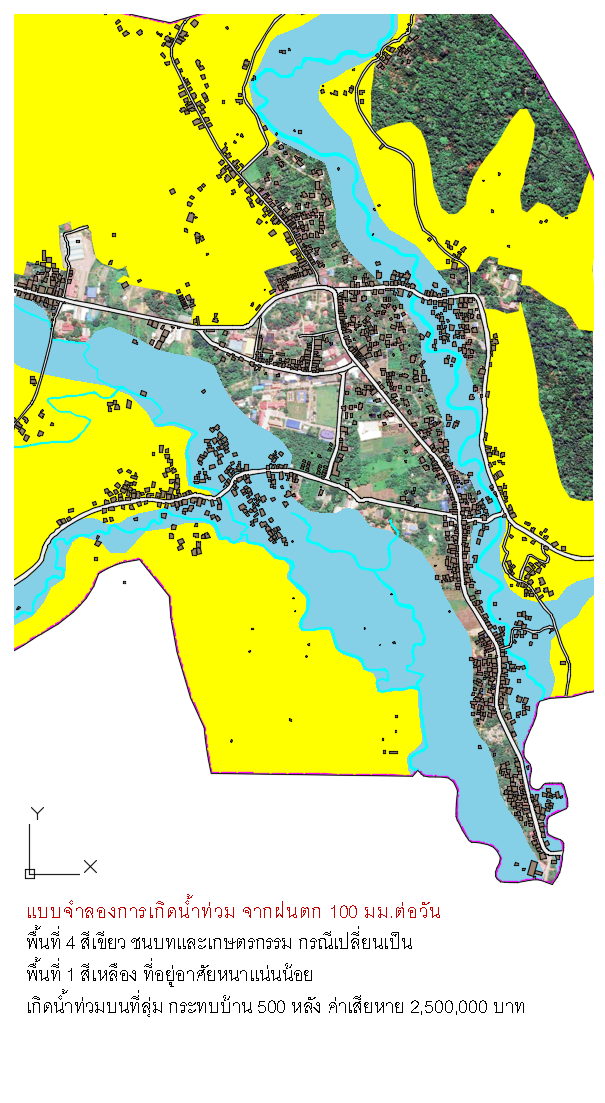 Y
X
แบบจำลองการเกิดน้ำท่วม จากฝนตก 100 มม.ต่อวัน
พื้นที่ 4 สีเขียว ชนบทและเกษตรกรรม กรณีเปลี่ยนเป็น
พื้นที่ 1 สีเหลือง ที่อยู่อาศัยหนาแน่นน้อย
เกิดน้ำท่วมบนที่ลุ่ม กระทบบ้าน 500 หลัง ค่าเสียหาย 2,500,000 บาท